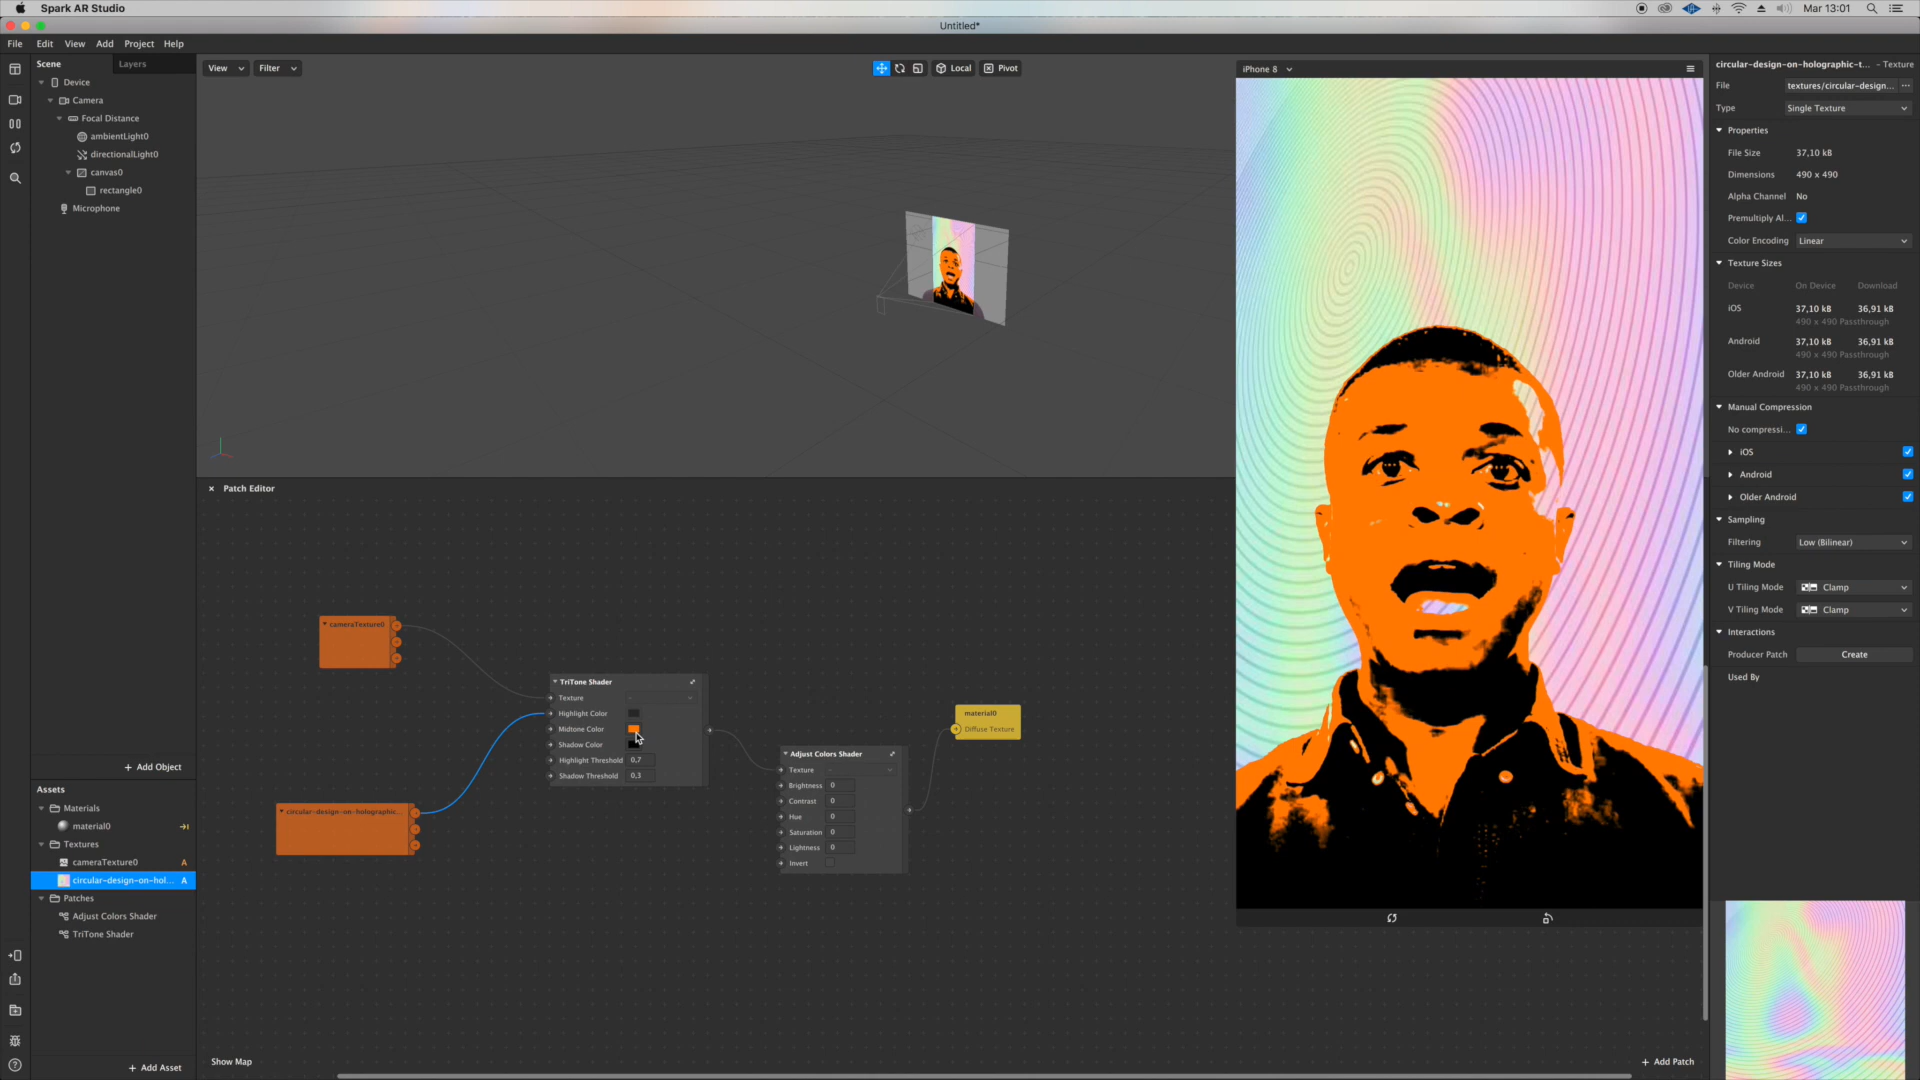 Spark AR Studio
Mar 13:01
Untitled*
File Edit View Add Project Help
Scene Layers
Device
Camera
Focal Distance
ambientLight0
directionalLight0
canvas0
rectangle0
Microphone
+ Add Object
Assets
Materials
material0
Textures
cameraTexture0 A
circular-design-on-hol... A
Patches
Adjust Colors Shader
TriTone Shader
+ Add Asset
View Filter Local Pivot
Patch Editor
cameraTexture0
circular-design-on-holographic...
TriTone Shader
Texture
Highlight Color
Midtone Color
Shadow Color
Highlight Threshold 0,7
Shadow Threshold 0,3
Adjust Colors Shader
Texture
Brightness 0
Contrast 0
Hue 0
Saturation 0
Lightness 0
Invert
material0
Diffuse Texture
Show Map
+ Add Patch
iPhone 8
circular-design-on-holographic-t... - Texture
File textures/circular-design...
Type Single Texture
Properties
File Size 37,10 kB
Dimensions 490 x 490
Alpha Channel No
Premultiply Al...
Color Encoding Linear
Texture Sizes
Device On Device Download
iOS 37,10 kB 36,91 kB
490 x 490 Passthrough
Android 37,10 kB 36,91 kB
490 x 490 Passthrough
Older Android 37,10 kB 36,91 kB
490 x 490 Passthrough
Manual Compression
No compressi...
iOS
Android
Older Android
Sampling
Filtering Low (Bilinear)
Tiling Mode
U Tiling Mode Clamp
V Tiling Mode Clamp
Interactions
Producer Patch Create
Used By